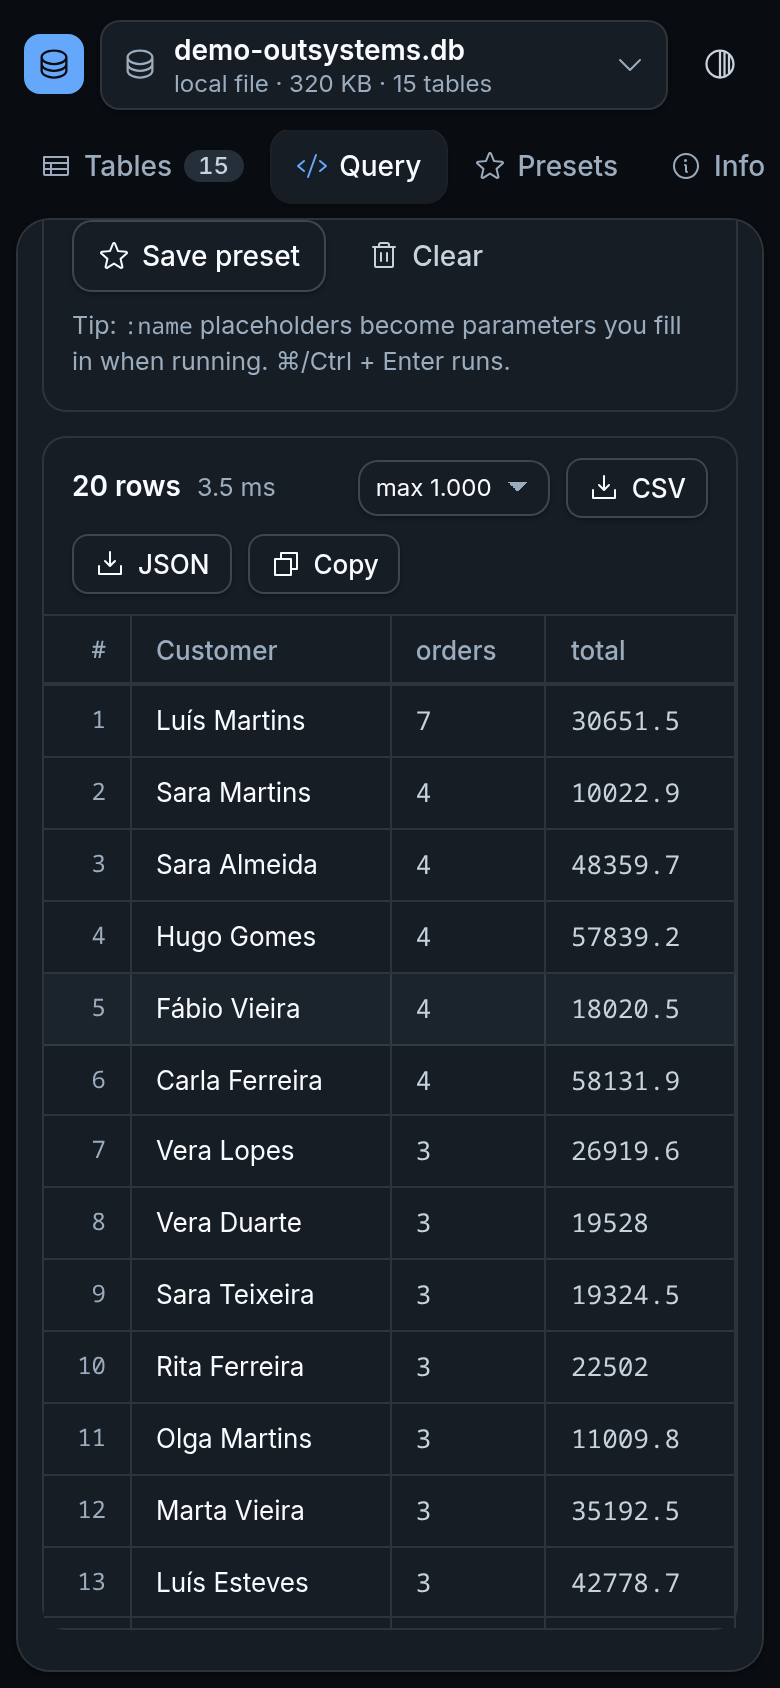 demo-outsystems.db
local file · 320 KB · 15 tables
Tables 15 Query Presets Info
Save preset Clear
Tip: :name placeholders become parameters you fill
in when running. ⌘/Ctrl + Enter runs.
20 rows 3.5 ms max 1.000 CSV
JSON Copy
# Customer orders total
1 Luís Martins 7 30651.5
2 Sara Martins 4 10022.9
3 Sara Almeida 4 48359.7
4 Hugo Gomes 4 57839.2
5 Fábio Vieira 4 18020.5
6 Carla Ferreira 4 58131.9
7 Vera Lopes 3 26919.6
8 Vera Duarte 3 19528
9 Sara Teixeira 3 19324.5
10 Rita Ferreira 3 22502
11 Olga Martins 3 11009.8
12 Marta Vieira 3 35192.5
13 Luís Esteves 3 42778.7